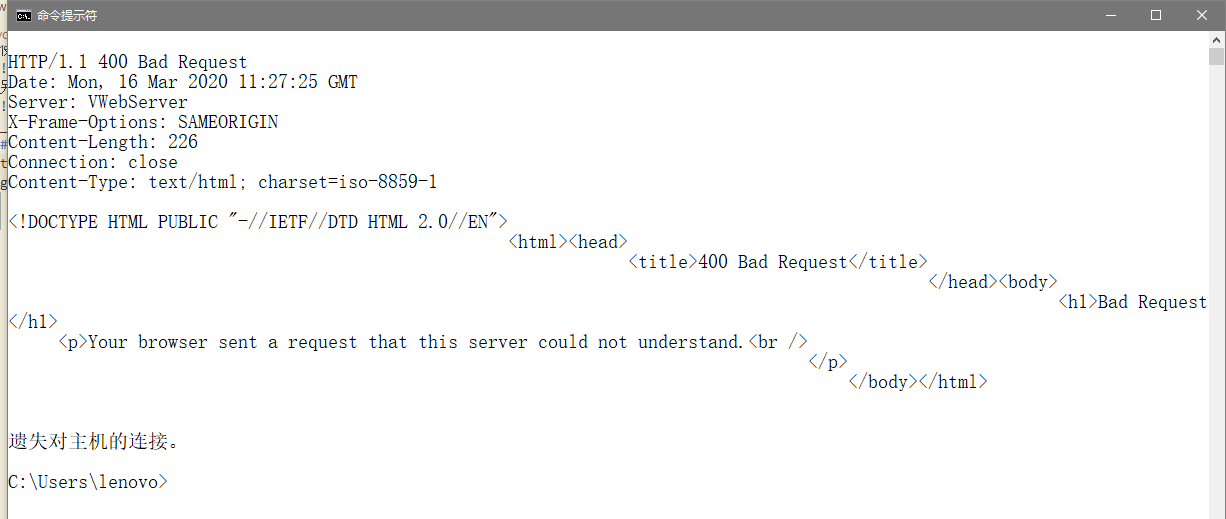 命令提示符
HTTP/1.1 400 Bad Request
Date: Mon, 16 Mar 2020 11:27:25 GMT
Server: VWebServer
X-Frame-Options: SAMEORIGIN
Content-Length: 226
Connection: close
Content-Type: text/html; charset=iso-8859-1
<!DOCTYPE HTML PUBLIC "-//IETF//DTD HTML 2.0//EN">
<html><head>
<title>400 Bad Request</title>
</head><body>
<h1>Bad Request
</h1>
<p>Your browser sent a request that this server could not understand.<br />
</p>
</body></html>
遗失对主机的连接。
C:\Users\lenovo>